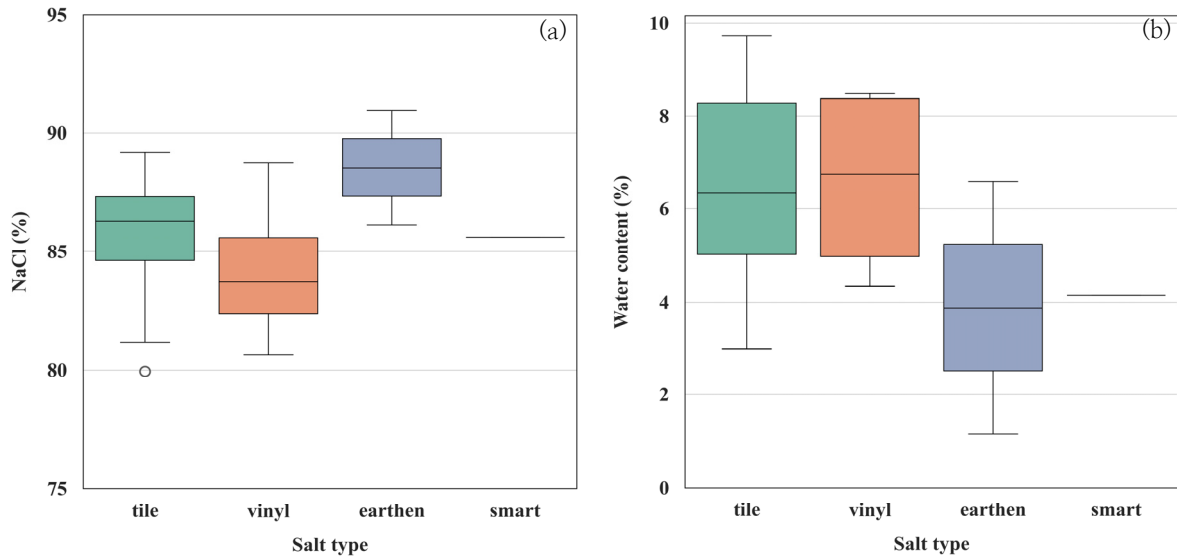 (a)
NaCl (%)
95
90
85
80
75
tile vinyl earthen smart
Salt type
(b)
Water content (%)
10
8
6
4
2
0
tile vinyl earthen smart
Salt type